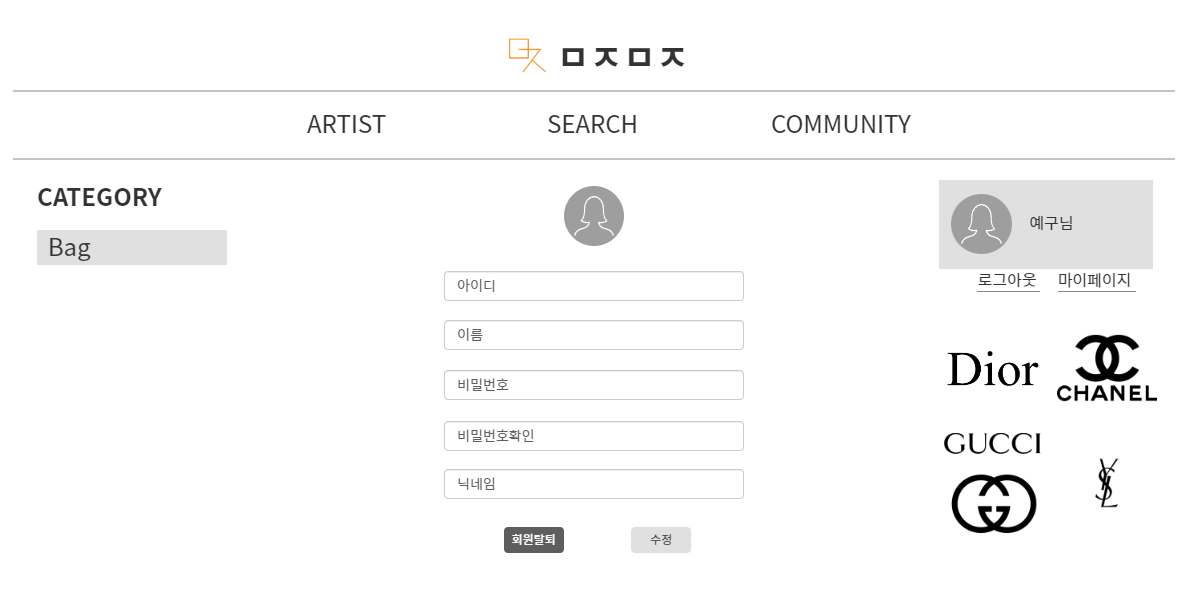 ㅁㅈㅁㅈ
ARTIST SEARCH COMMUNITY
CATEGORY
Bag
아이디
이름
비밀번호
비밀번호확인
닉네임
회원탈퇴 수정
예구님
로그아웃 마이페이지
Dior
CHANEL
GUCCI
YSL